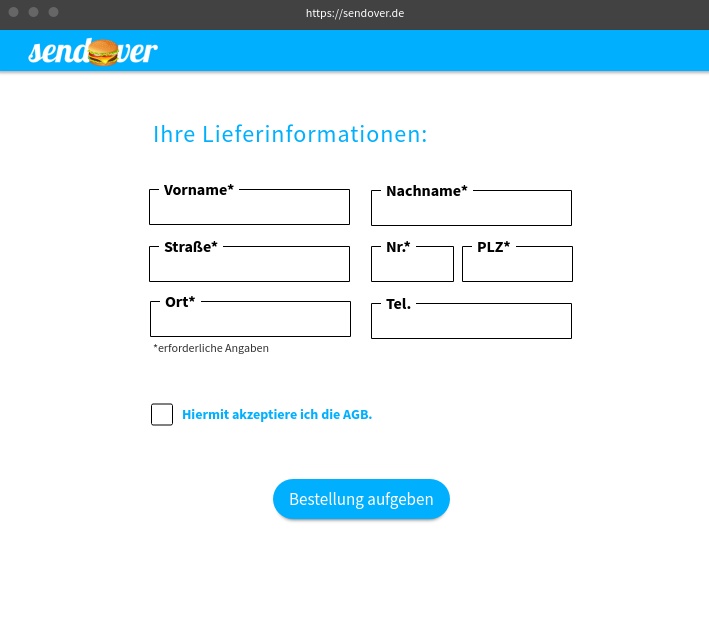 https://sendover.de
sendover
Ihre Lieferinformationen:
Vorname* Nachname*
Straße* Nr.* PLZ*
Ort* Tel.
*erforderliche Angaben
Hiermit akzeptiere ich die AGB.
Bestellung aufgeben